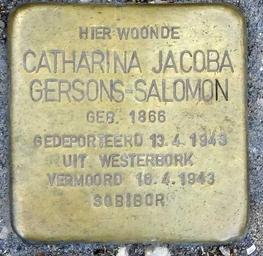 HIER WOONDE
CATHARINA JACOBA
GERSONS-SALOMON
GEB. 1866
GEDEPORTEERD 13.4.1943
UIT WESTERBORK
VERMOORD 16.4.1943
SOBIBOR